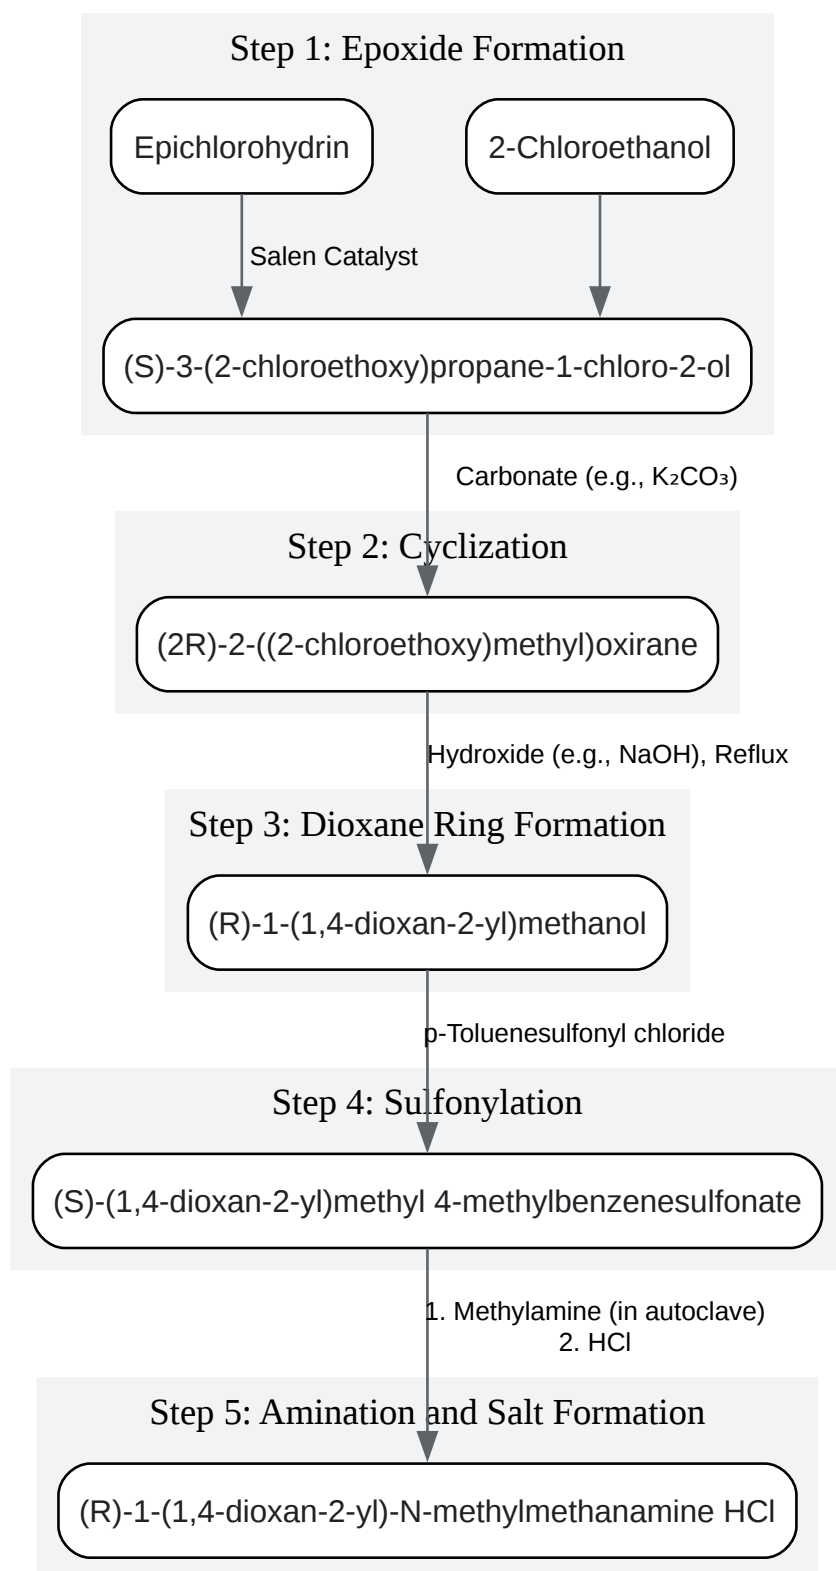 Step 1: Epoxide Formation
Epichlorohydrin
2-Chloroethanol
Salen Catalyst
(S)-3-(2-chloroethoxy)propane-1-chloro-2-ol
Carbonate (e.g., K₂CO₃)
Step 2: Cyclization
(2R)-2-((2-chloroethoxy)methyl)oxirane
Hydroxide (e.g., NaOH), Reflux
Step 3: Dioxane Ring Formation
(R)-1-(1,4-dioxan-2-yl)methanol
p-Toluenesulfonyl chloride
Step 4: Sulfonylation
(S)-(1,4-dioxan-2-yl)methyl 4-methylbenzenesulfonate
1. Methylamine (in autoclave)
2. HCl
Step 5: Amination and Salt Formation
(R)-1-(1,4-dioxan-2-yl)-N-methylmethanamine HCl